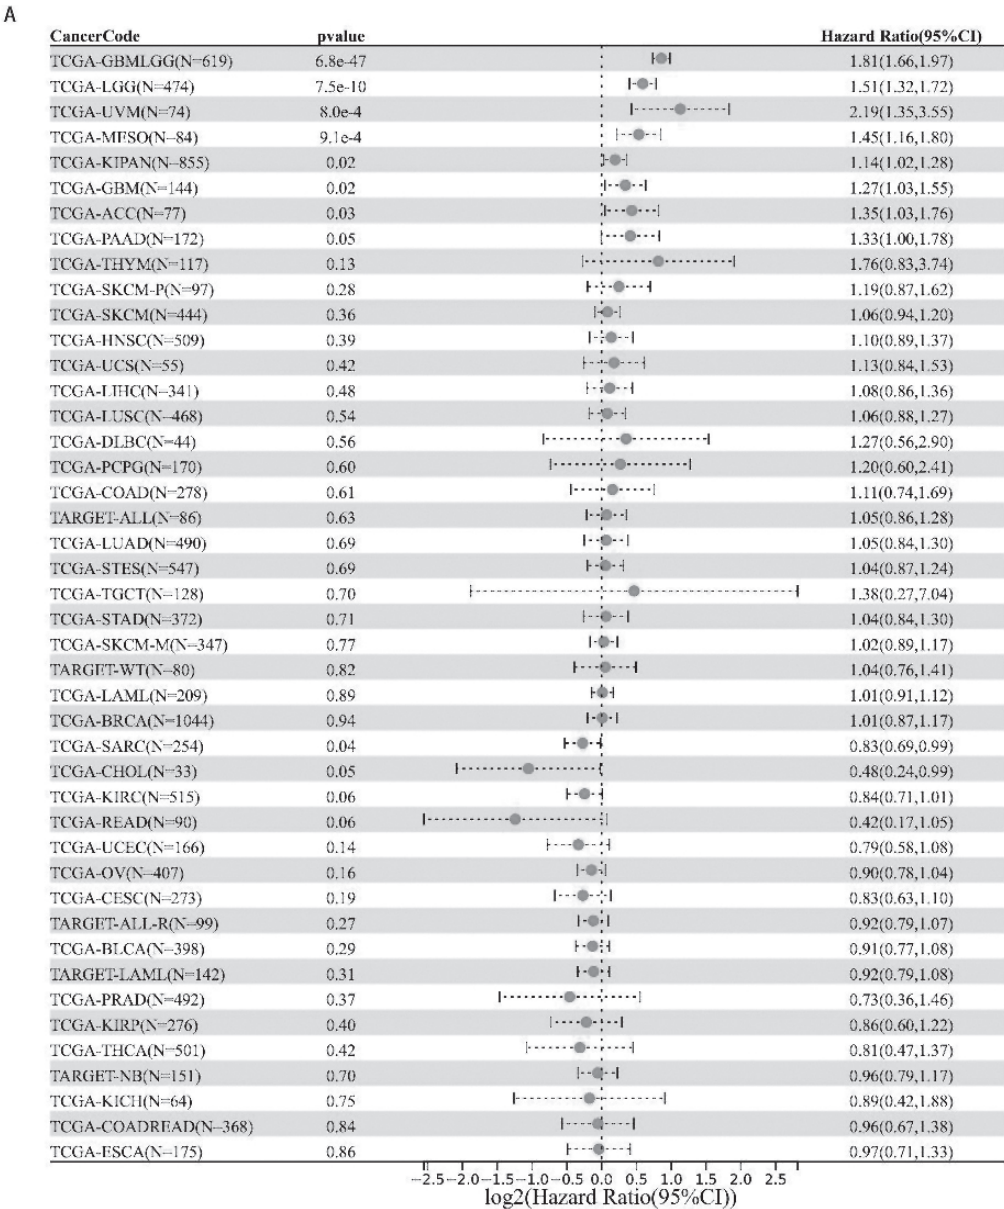 A
CancerCode pvalue Hazard Ratio(95%CI)
TCGA-GBMLGG(N=619) 6.8e-47 1.81(1.66,1.97)
TCGA-LGG(N=474) 7.5e-10 1.51(1.32,1.72)
TCGA-UVM(N=74) 8.0e-4 2.19(1.35,3.55)
TCGA-MESO(N=84) 9.1e-4 1.45(1.16,1.80)
TCGA-KIPAN(N=855) 0.02 1.14(1.02,1.28)
TCGA-GBM(N=144) 0.02 1.27(1.03,1.55)
TCGA-ACC(N=77) 0.03 1.35(1.03,1.76)
TCGA-PAAD(N=172) 0.05 1.33(1.00,1.78)
TCGA-THYM(N=117) 0.13 1.76(0.83,3.74)
TCGA-SKCM-P(N=97) 0.28 1.19(0.87,1.62)
TCGA-SKCM(N=444) 0.36 1.06(0.94,1.20)
TCGA-HNSC(N=509) 0.39 1.10(0.89,1.37)
TCGA-UCS(N=55) 0.42 1.13(0.84,1.53)
TCGA-LIHC(N=341) 0.48 1.08(0.86,1.36)
TCGA-LUSC(N=468) 0.54 1.06(0.88,1.27)
TCGA-DLBC(N=44) 0.56 1.27(0.56,2.90)
TCGA-PCPG(N=170) 0.60 1.20(0.60,2.41)
TCGA-COAD(N=278) 0.61 1.11(0.74,1.69)
TARGET-ALL(N=86) 0.63 1.05(0.86,1.28)
TCGA-LUAD(N=490) 0.69 1.05(0.84,1.30)
TCGA-STES(N=547) 0.69 1.04(0.87,1.24)
TCGA-TGCT(N=128) 0.70 1.38(0.27,7.04)
TCGA-STAD(N=372) 0.71 1.04(0.84,1.30)
TCGA-SKCM-M(N=347) 0.77 1.02(0.89,1.17)
TARGET-WT(N=80) 0.82 1.04(0.76,1.41)
TCGA-LAML(N=209) 0.89 1.01(0.91,1.12)
TCGA-BRCA(N=1044) 0.94 1.01(0.87,1.17)
TCGA-SARC(N=254) 0.04 0.83(0.69,0.99)
TCGA-CHOL(N=33) 0.05 0.48(0.24,0.99)
TCGA-KIRC(N=515) 0.06 0.84(0.71,1.01)
TCGA-READ(N=90) 0.06 0.42(0.17,1.05)
TCGA-UCEC(N=166) 0.14 0.79(0.58,1.08)
TCGA-OV(N=407) 0.16 0.90(0.78,1.04)
TCGA-CESC(N=273) 0.19 0.83(0.63,1.10)
TARGET-ALL-R(N=99) 0.27 0.92(0.79,1.07)
TCGA-BLCA(N=398) 0.29 0.91(0.77,1.08)
TARGET-LAML(N=142) 0.31 0.92(0.79,1.08)
TCGA-PRAD(N=492) 0.37 0.73(0.36,1.46)
TCGA-KIRP(N=276) 0.40 0.86(0.60,1.22)
TCGA-THCA(N=501) 0.42 0.81(0.47,1.37)
TARGET-NB(N=151) 0.70 0.96(0.79,1.17)
TCGA-KICH(N=64) 0.75 0.89(0.42,1.88)
TCGA-COADREAD(N=368) 0.84 0.96(0.67,1.38)
TCGA-ESCA(N=175) 0.86 0.97(0.71,1.33)
−2.5 −2.0 −1.5 −1.0 −0.5 0.0 0.5 1.0 1.5 2.0 2.5
log2(Hazard Ratio(95%CI))